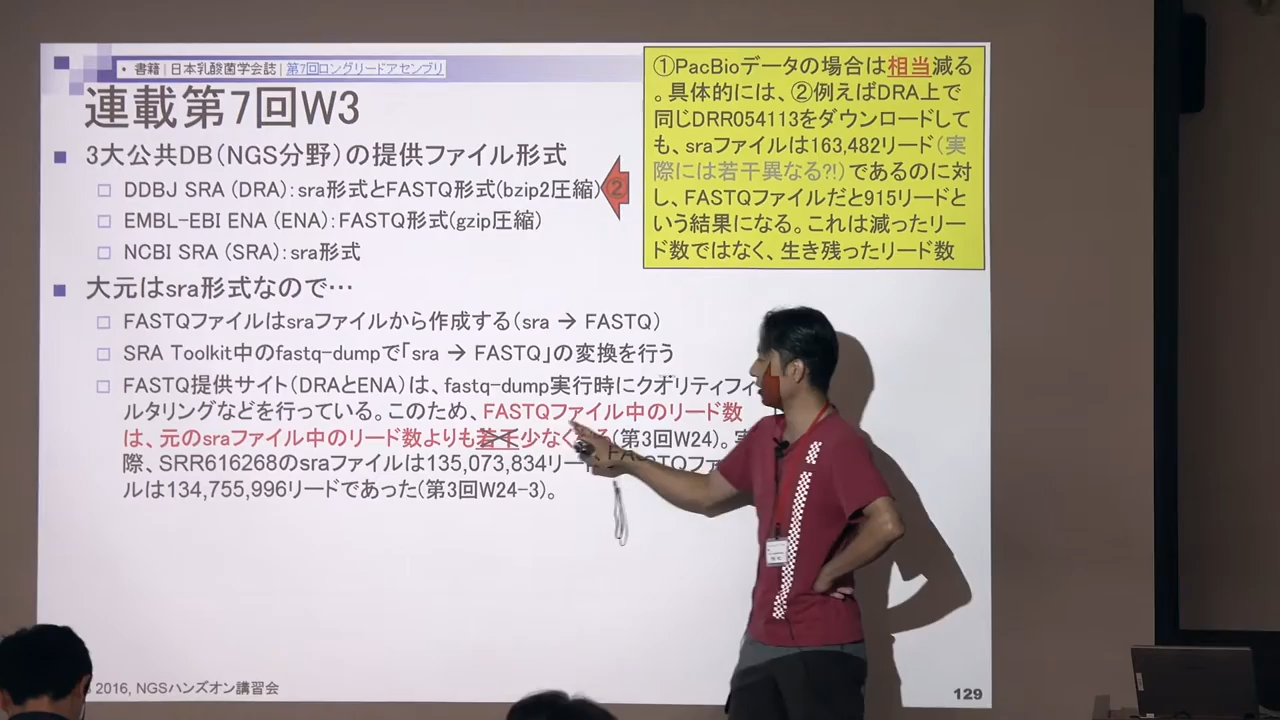 • 書籍 | 日本乳酸菌学会誌 | 第7回ロングリードアセンブリ
連載第7回W3
3大公共DB(NGS分野)の提供ファイル形式
DDBJ SRA (DRA):sra形式とFASTQ形式(bzip2圧縮)
②
EMBL-EBI ENA (ENA):FASTQ形式(gzip圧縮)
NCBI SRA (SRA):sra形式
大元はsra形式なので…
FASTQファイルはsraファイルから作成する(sra → FASTQ)
SRA Toolkit中のfastq-dumpで「sra → FASTQ」の変換を行う
FASTQ提供サイト(DRAとENA)は、fastq-dump実行時にクオリティフィ
ルタリングなどを行っている。このため、FASTQファイル中のリード数
は、元のsraファイル中のリード数よりも若干少なく(第3回W24)。実
際、SRR616268のsraファイルは135,073,834リー FASTQファ
ルは134,755,996リードであった(第3回W24-3)。
①PacBioデータの場合は相当減る
。具体的には、②例えばDRA上で
同じDRR054113をダウンロードして
も、sraファイルは163,482リード(実
際には若干異なる?!)であるのに対
し、FASTQファイルだと915リードと
いう結果になる。これは減ったリー
ド数ではなく、生き残ったリード数
2016, NGSハンズオン講習会
129